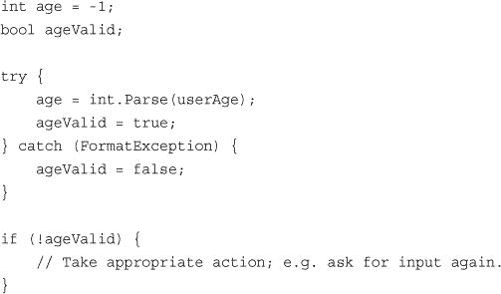 int age = -1;
bool ageValid;

try {
    age = int.Parse(userAge);
    ageValid = true;
} catch (FormatException) {
    ageValid = false;
}

if (!ageValid) {
    // Take appropriate action; e.g. ask for input again.
}